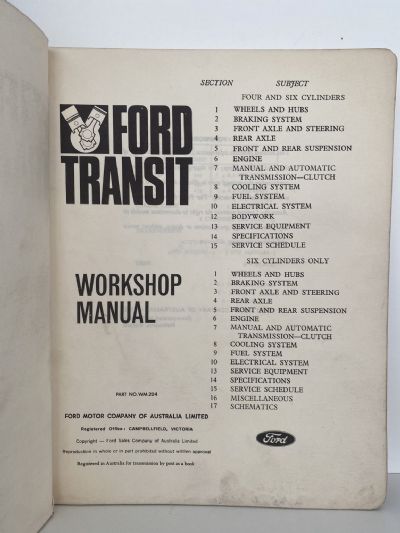 FORD
TRANSIT
WORKSHOP
MANUAL
PART NO. WM.204
FORD MOTOR COMPANY OF AUSTRALIA LIMITED
Registered Office: CAMPBELLFIELD, VICTORIA
Copyright — Ford Sales Company of Australia Limited
Reproduction in whole or in part prohibited without written approval
Registered in Australia for transmission by post as a book
SECTION SUBJECT
FOUR AND SIX CYLINDERS
1 WHEELS AND HUBS
2 BRAKING SYSTEM
3 FRONT AXLE AND STEERING
4 REAR AXLE
5 FRONT AND REAR SUSPENSION
6 ENGINE
7 MANUAL AND AUTOMATIC
TRANSMISSION—CLUTCH
8 COOLING SYSTEM
9 FUEL SYSTEM
10 ELECTRICAL SYSTEM
12 BODYWORK
13 SERVICE EQUIPMENT
14 SPECIFICATIONS
15 SERVICE SCHEDULE
SIX CYLINDERS ONLY
1 WHEELS AND HUBS
2 BRAKING SYSTEM
3 FRONT AXLE AND STEERING
4 REAR AXLE
5 FRONT AND REAR SUSPENSION
6 ENGINE
7 MANUAL AND AUTOMATIC
TRANSMISSION—CLUTCH
8 COOLING SYSTEM
9 FUEL SYSTEM
10 ELECTRICAL SYSTEM
13 SERVICE EQUIPMENT
14 SPECIFICATIONS
15 SERVICE SCHEDULE
16 MISCELLANEOUS
17 SCHEMATICS
Ford